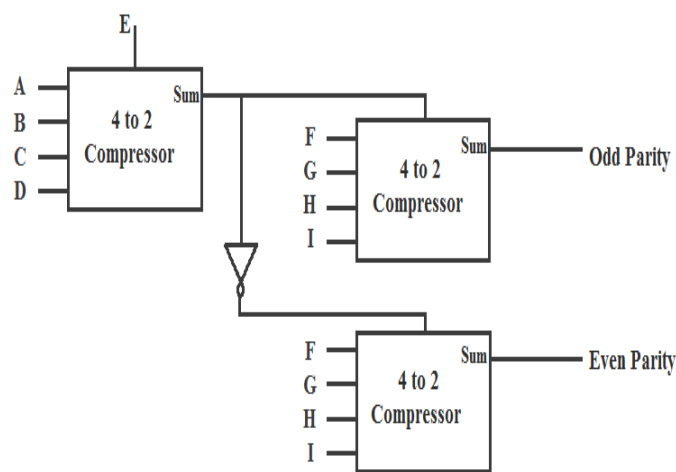 E
A
B
C
D
Sum
4 to 2
Compressor
F
G
H
I
Sum
4 to 2
Compressor
Odd Parity
F
G
H
I
Sum
4 to 2
Compressor
Even Parity